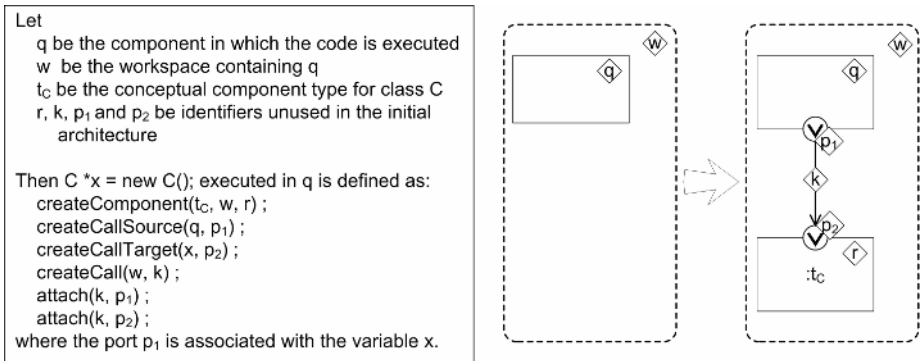 Let
q be the component in which the code is executed
w be the workspace containing q
t_C be the conceptual component type for class C
r, k, p₁ and p₂ be identifiers unused in the initial
architecture
Then C *x = new C(); executed in q is defined as:
createComponent(t_C, w, r) ;
createCallSource(q, p₁) ;
createCallTarget(x, p₂) ;
createCall(w, k) ;
attach(k, p₁) ;
attach(k, p₂) ;
where the port p₁ is associated with the variable x.
w
q
w
q
p₁
k
p₂
r
:t_C